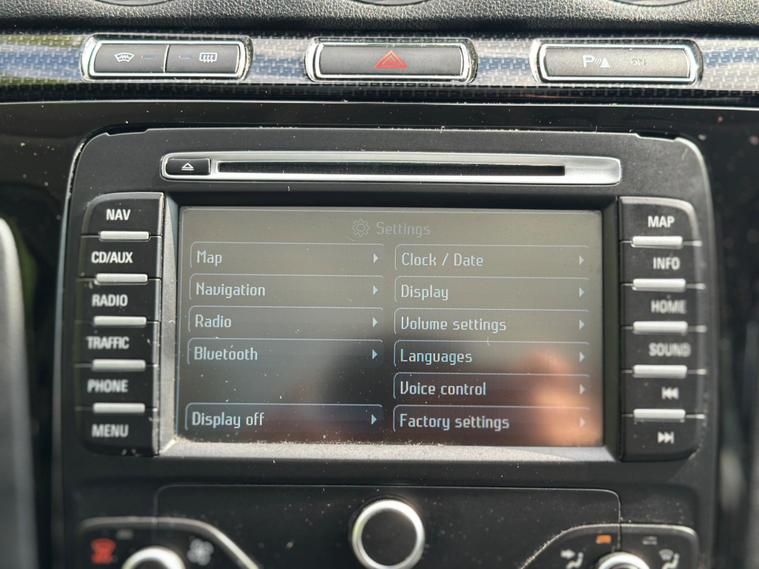 P
NAV
CD/AUX
RADIO
TRAFFIC
PHONE
MENU
Settings
Map
Navigation
Radio
Bluetooth
Display off
Clock / Date
Display
Volume settings
Languages
Voice control
Factory settings
MAP
INFO
HOME
SOUND